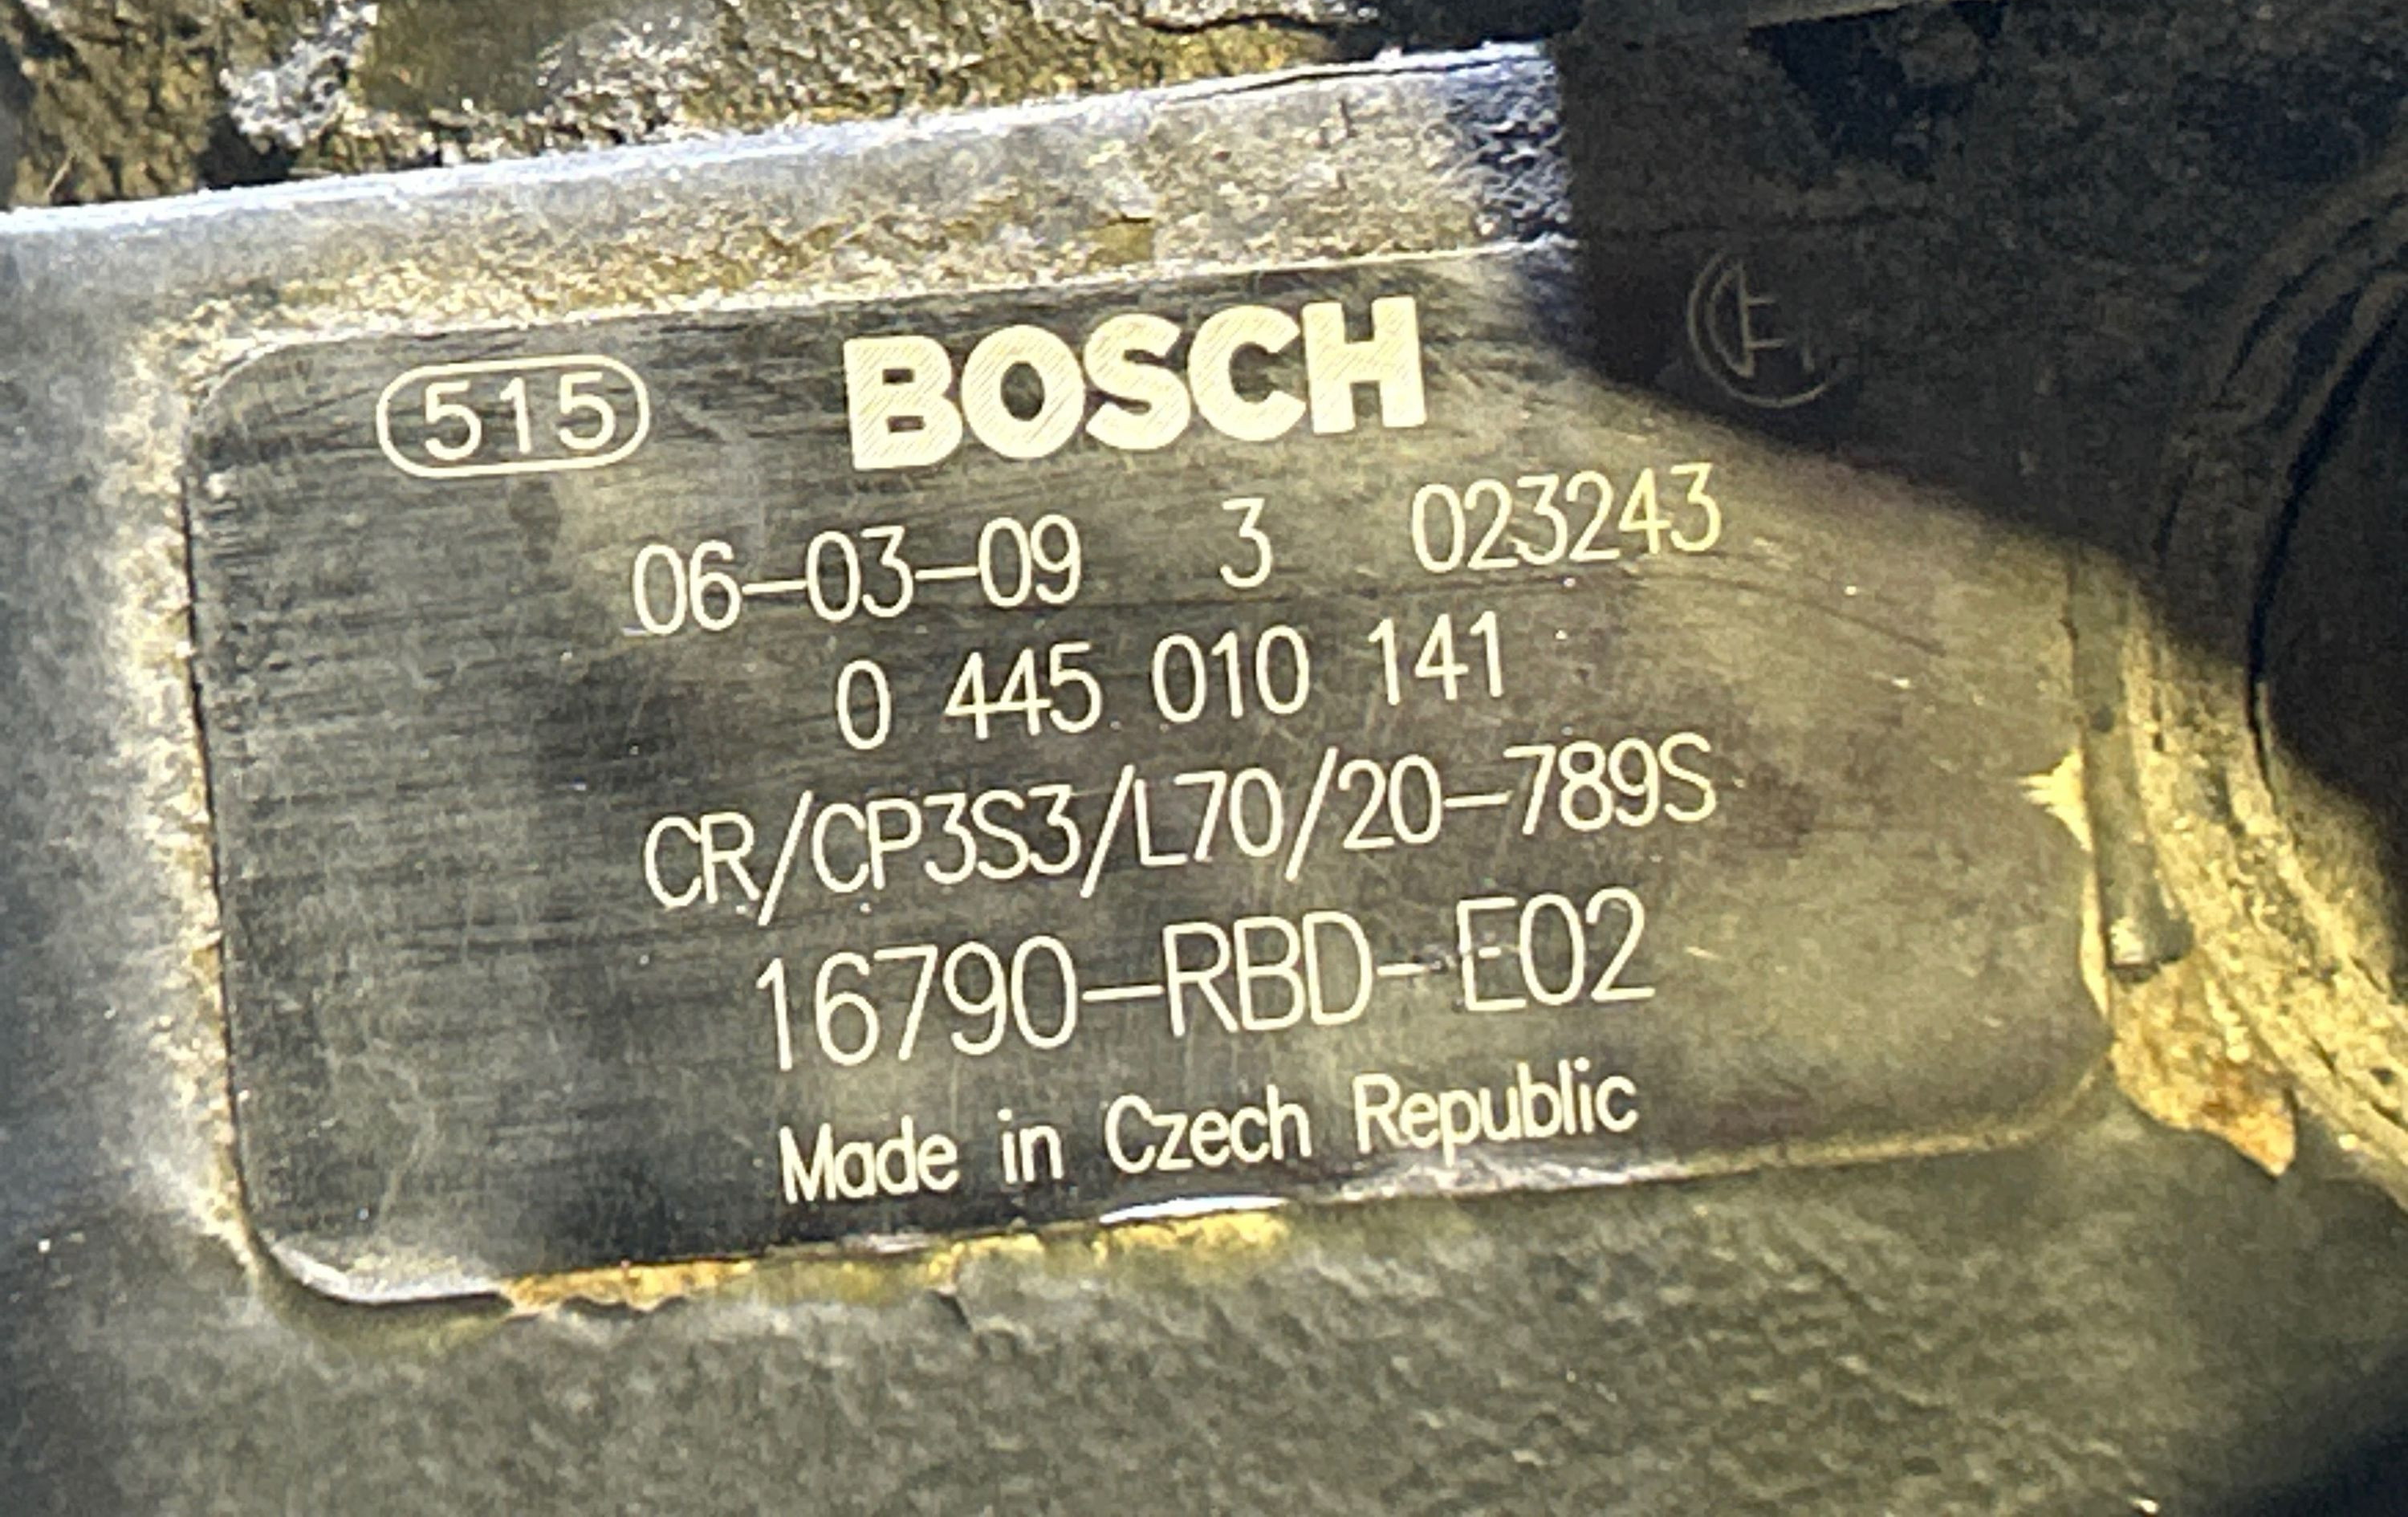 515 BOSCH
06-03-09 3 023243
0 445 010 141
CR/CP3S3/L70/20-789S
16790-RBD-E02
Made in Czech Republic